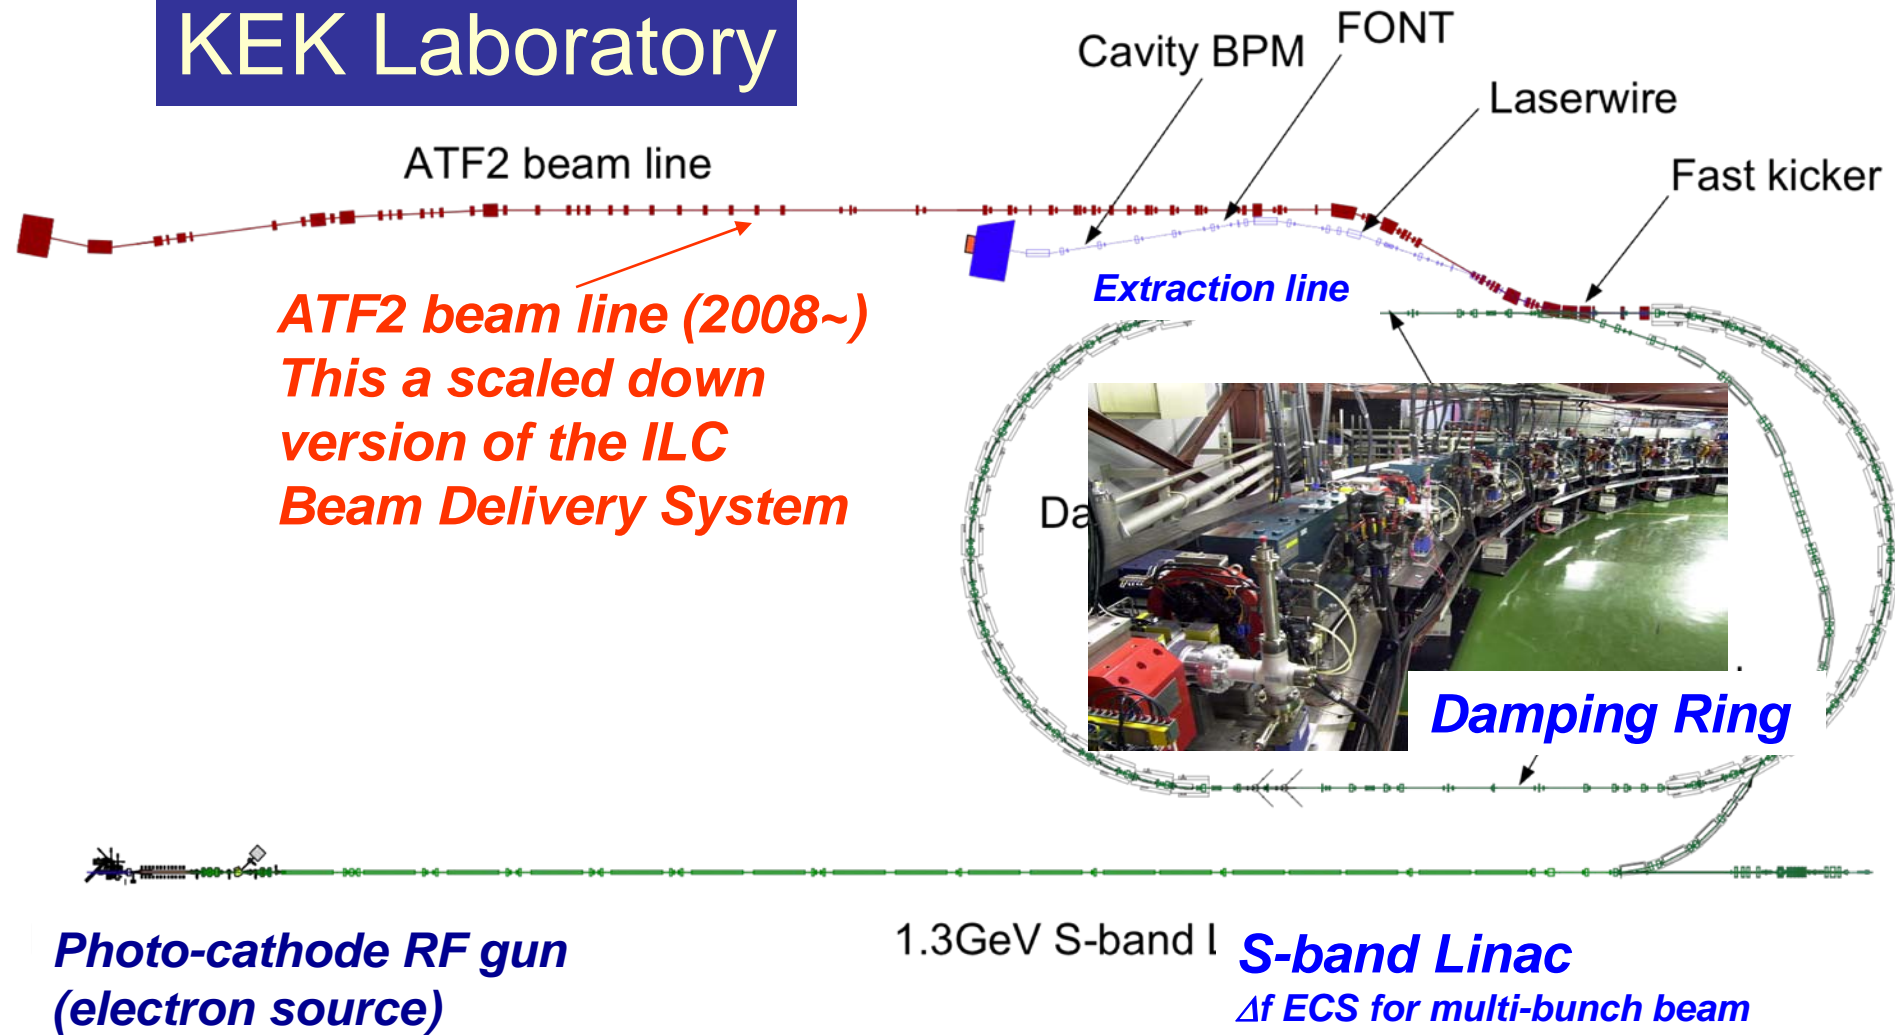 KEK Laboratory
Cavity BPM
FONT
Laserwire
Fast kicker
ATF2 beam line
Extraction line
ATF2 beam line (2008~)
This a scaled down
version of the ILC
Beam Delivery System
Da
Damping Ring
Photo-cathode RF gun
(electron source)
1.3GeV S-band
S-band Linac
Δf ECS for multi-bunch beam